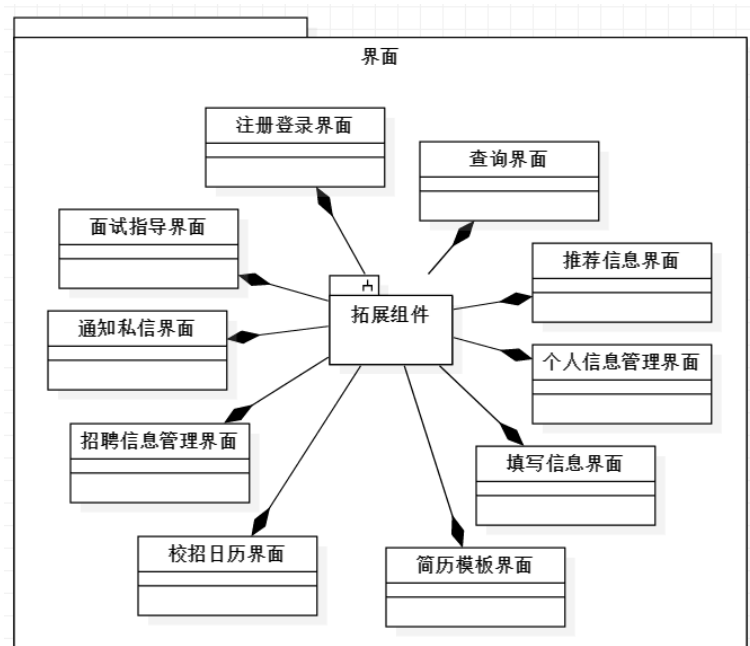 界面
注册登录界面
查询界面
面试指导界面
推荐信息界面
拓展组件
通知私信界面
个人信息管理界面
招聘信息管理界面
填写信息界面
校招日历界面
简历模板界面